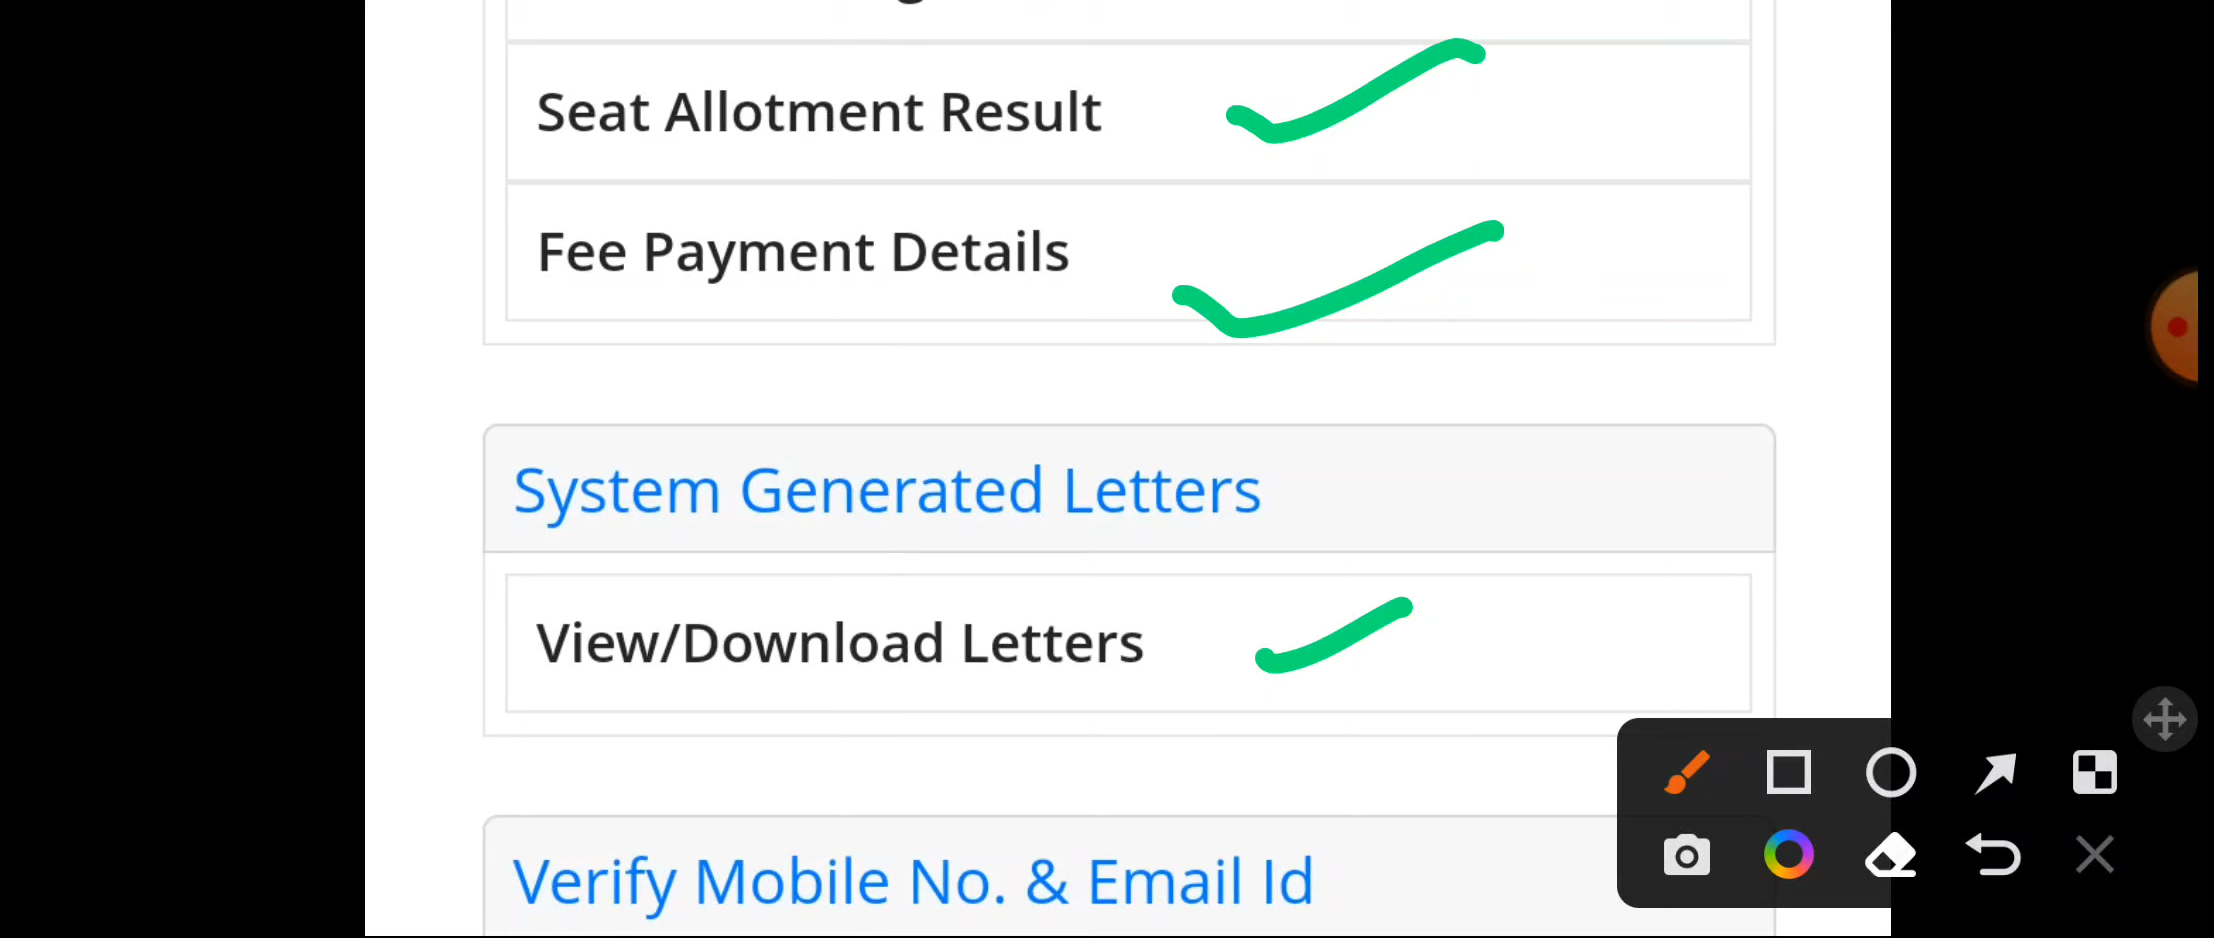 Seat Allotment Result
Fee Payment Details
System Generated Letters
View/Download Letters
Verify Mobile No. & Email Id